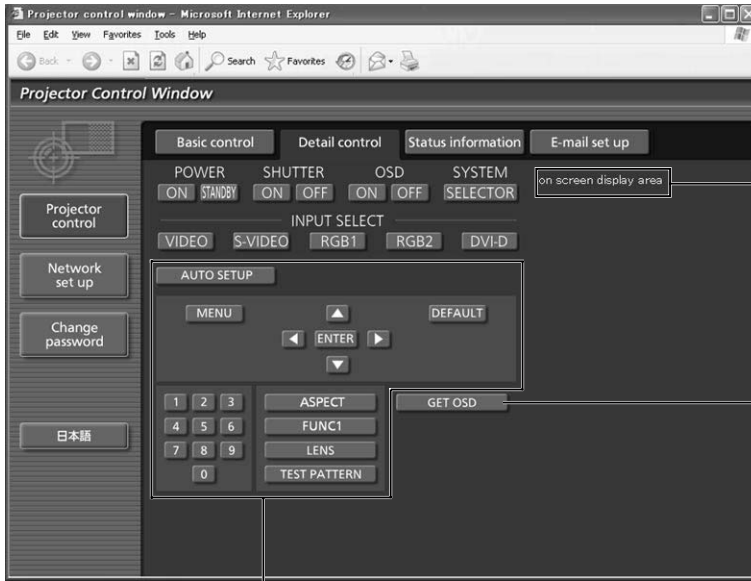 Projector control window - Microsoft Internet Explorer
File Edit View Favorites Tools Help
Back Search Favorites
Projector Control Window
Basic control Detail control Status information E-mail set up
POWER SHUTTER OSD SYSTEM
ON STANDBY ON OFF ON OFF SELECTOR
on screen display area
Projector
control
INPUT SELECT
VIDEO S-VIDEO RGB1 RGB2 DVI-D
Network
set up
AUTO SETUP
MENU DEFAULT
ENTER
Change
password
1 2 3 ASPECT GET OSD
4 5 6 FUNC1
日本語
7 8 9 LENS
0 TEST PATTERN